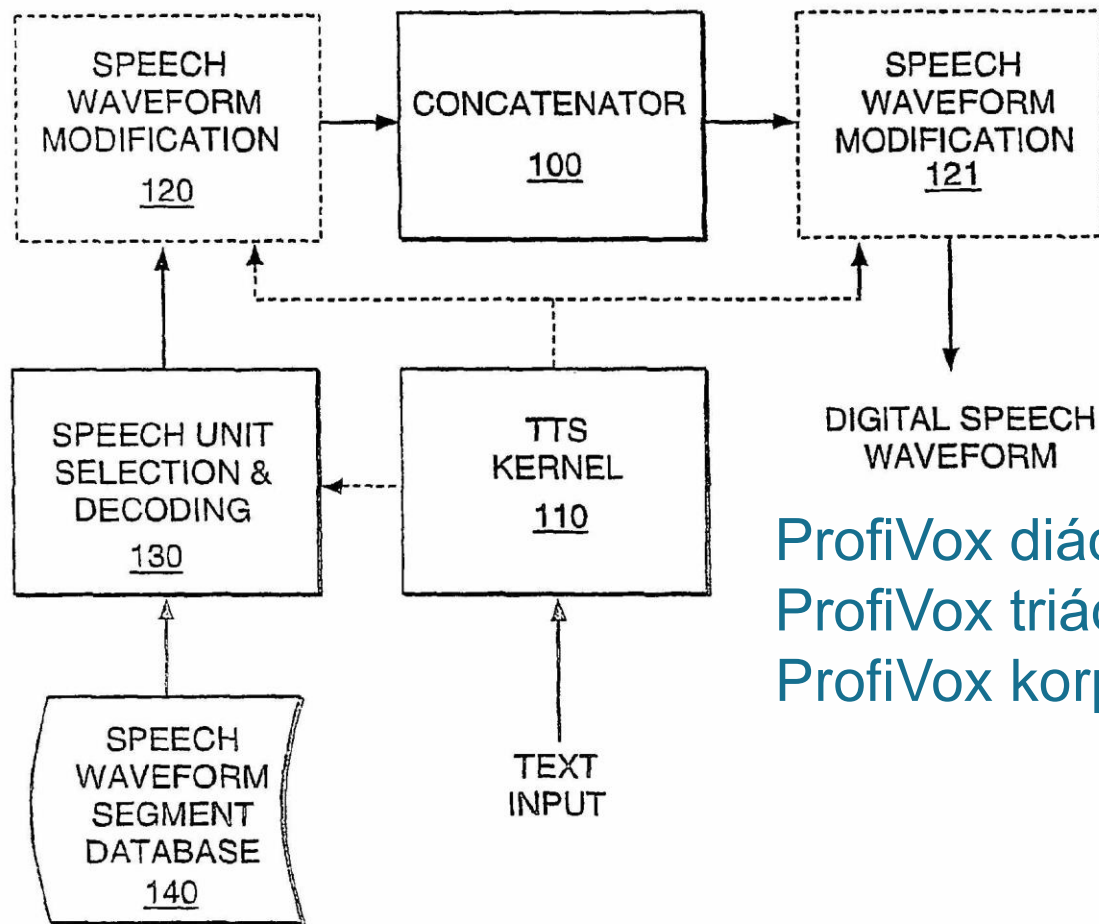 SPEECH
WAVEFORM
MODIFICATION
120
CONCATENATOR
100
SPEECH
WAVEFORM
MODIFICATION
121
SPEECH UNIT
SELECTION &
DECODING
130
TTS
KERNEL
110
DIGITAL SPEECH
WAVEFORM
ProfiVox
ProfiVox
ProfiVox
SPEECH
WAVEFORM
SEGMENT
DATABASE
140
TEXT
INPUT